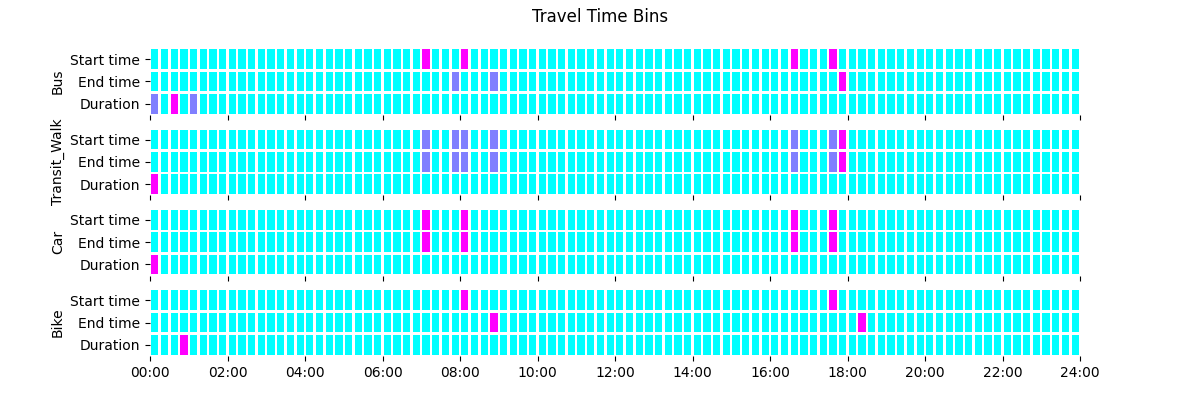 Travel Time Bins
Bus
Start time
End time
Duration
Transit_Walk
Start time
End time
Duration
Car
Start time
End time
Duration
Bike
Start time
End time
Duration
00:00 02:00 04:00 06:00 08:00 10:00 12:00 14:00 16:00 18:00 20:00 22:00 24:00